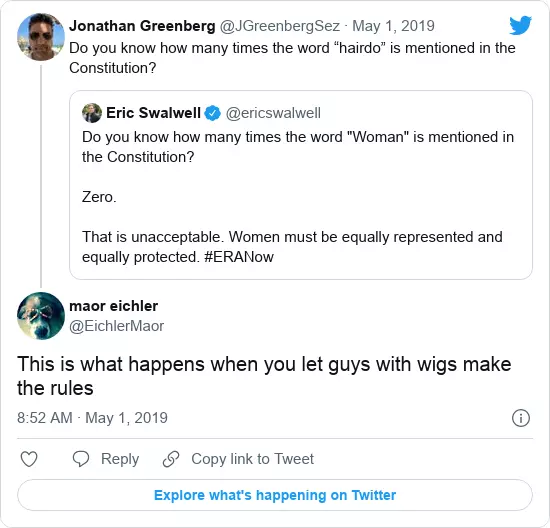 Jonathan Greenberg @JGreenbergSez · May 1, 2019
Do you know how many times the word “hairdo” is mentioned in the
Constitution?
Eric Swalwell @ericswalwell
Do you know how many times the word "Woman" is mentioned in
the Constitution?
Zero.
That is unacceptable. Women must be equally represented and
equally protected. #ERANow
maor eichler
@EichlerMaor
This is what happens when you let guys with wigs make
the rules
8:52 AM · May 1, 2019
Reply
Copy link to Tweet
Explore what's happening on Twitter